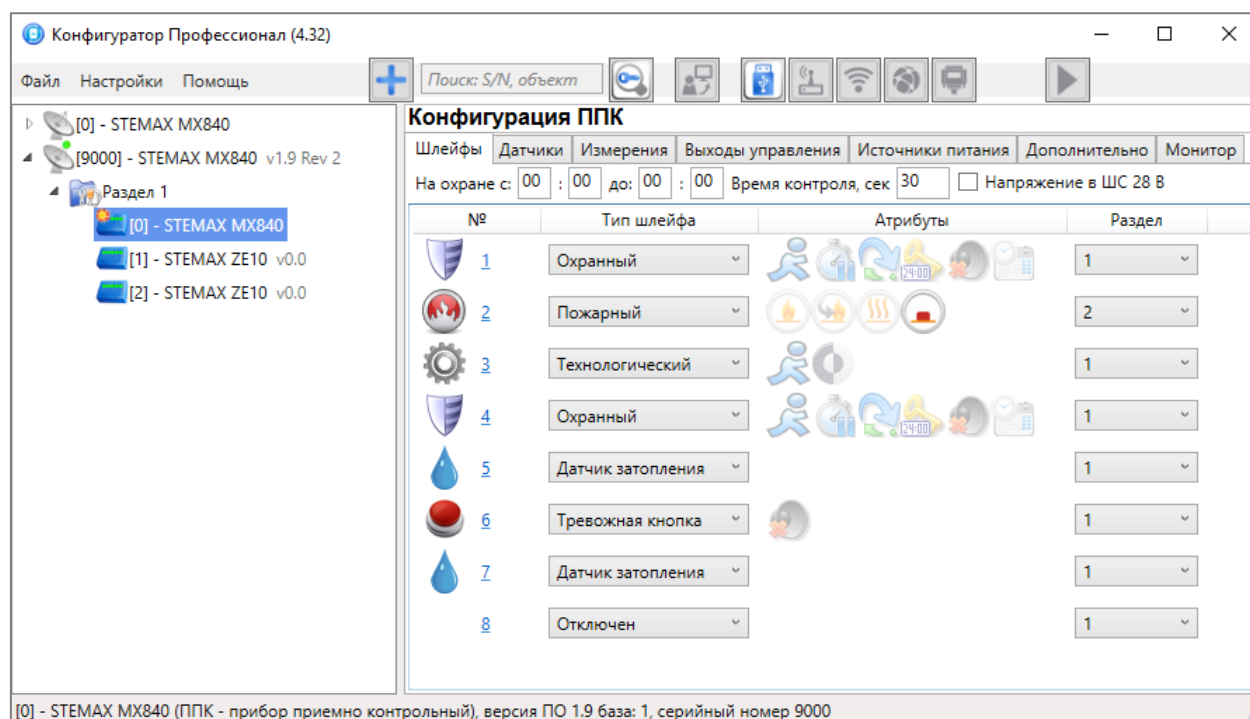 Конфигуратор Профессионал (4.32)
Файл Настройки Помощь Поиск: S/N, объект
[0] - STEMAX MX840
[9000] - STEMAX MX840 v1.9 Rev 2
Раздел 1
[0] - STEMAX MX840
[1] - STEMAX ZE10 v0.0
[2] - STEMAX ZE10 v0.0
Конфигурация ППК
Шлейфы Датчики Измерения Выходы управления Источники питания Дополнительно Монитор
На охране с: 00 : 00 до: 00 : 00 Время контроля, сек 30 Напряжение в ШС 28 В
№ Тип шлейфа Атрибуты Раздел
1 Охранный 24:00 1
2 Пожарный 2
3 Технологический 1
4 Охранный 24:00 1
5 Датчик затопления 1
6 Тревожная кнопка 1
7 Датчик затопления 1
8 Отключен 1
[0] - STEMAX MX840 (ППК - прибор приемно контрольный), версия ПО 1.9 база: 1, серийный номер 9000